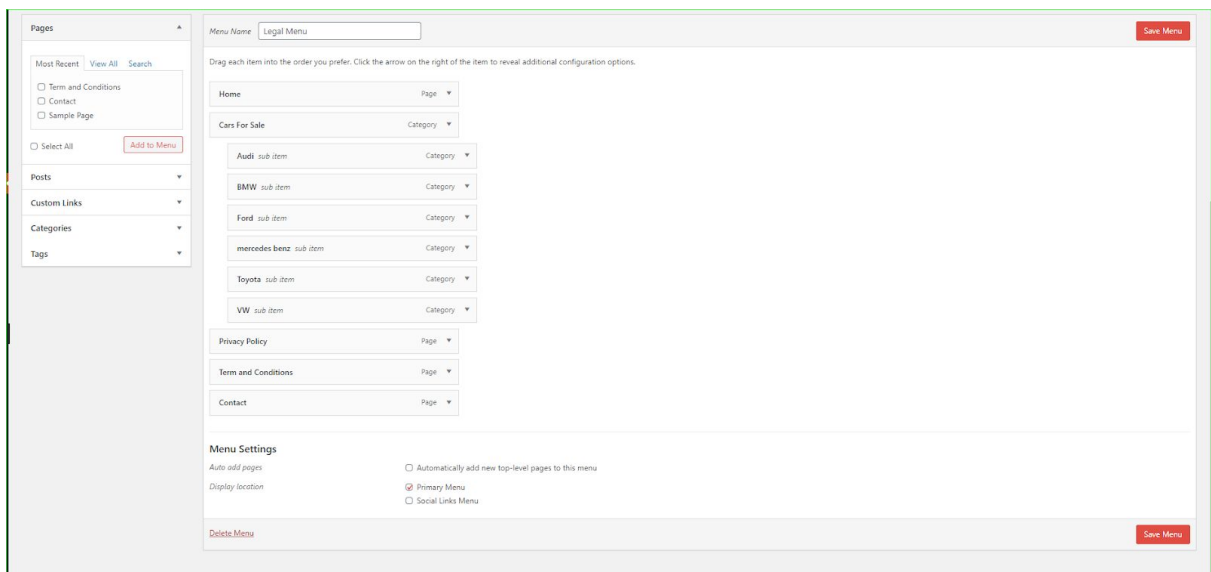 Pages
Most Recent View All Search
Term and Conditions
Contact
Sample Page
Select All Add to Menu
Posts
Custom Links
Categories
Tags
Menu Name Legal Menu Save Menu
Drag each item into the order you prefer. Click the arrow on the right of the item to reveal additional configuration options.
Home Page
Cars For Sale Category
Audi sub item Category
BMW sub item Category
Ford sub item Category
mercedes benz sub item Category
Toyota sub item Category
VW sub item Category
Privacy Policy Page
Term and Conditions Page
Contact Page
Menu Settings
Auto add pages Automatically add new top-level pages to this menu
Display location Primary Menu
Social Links Menu
Delete Menu Save Menu